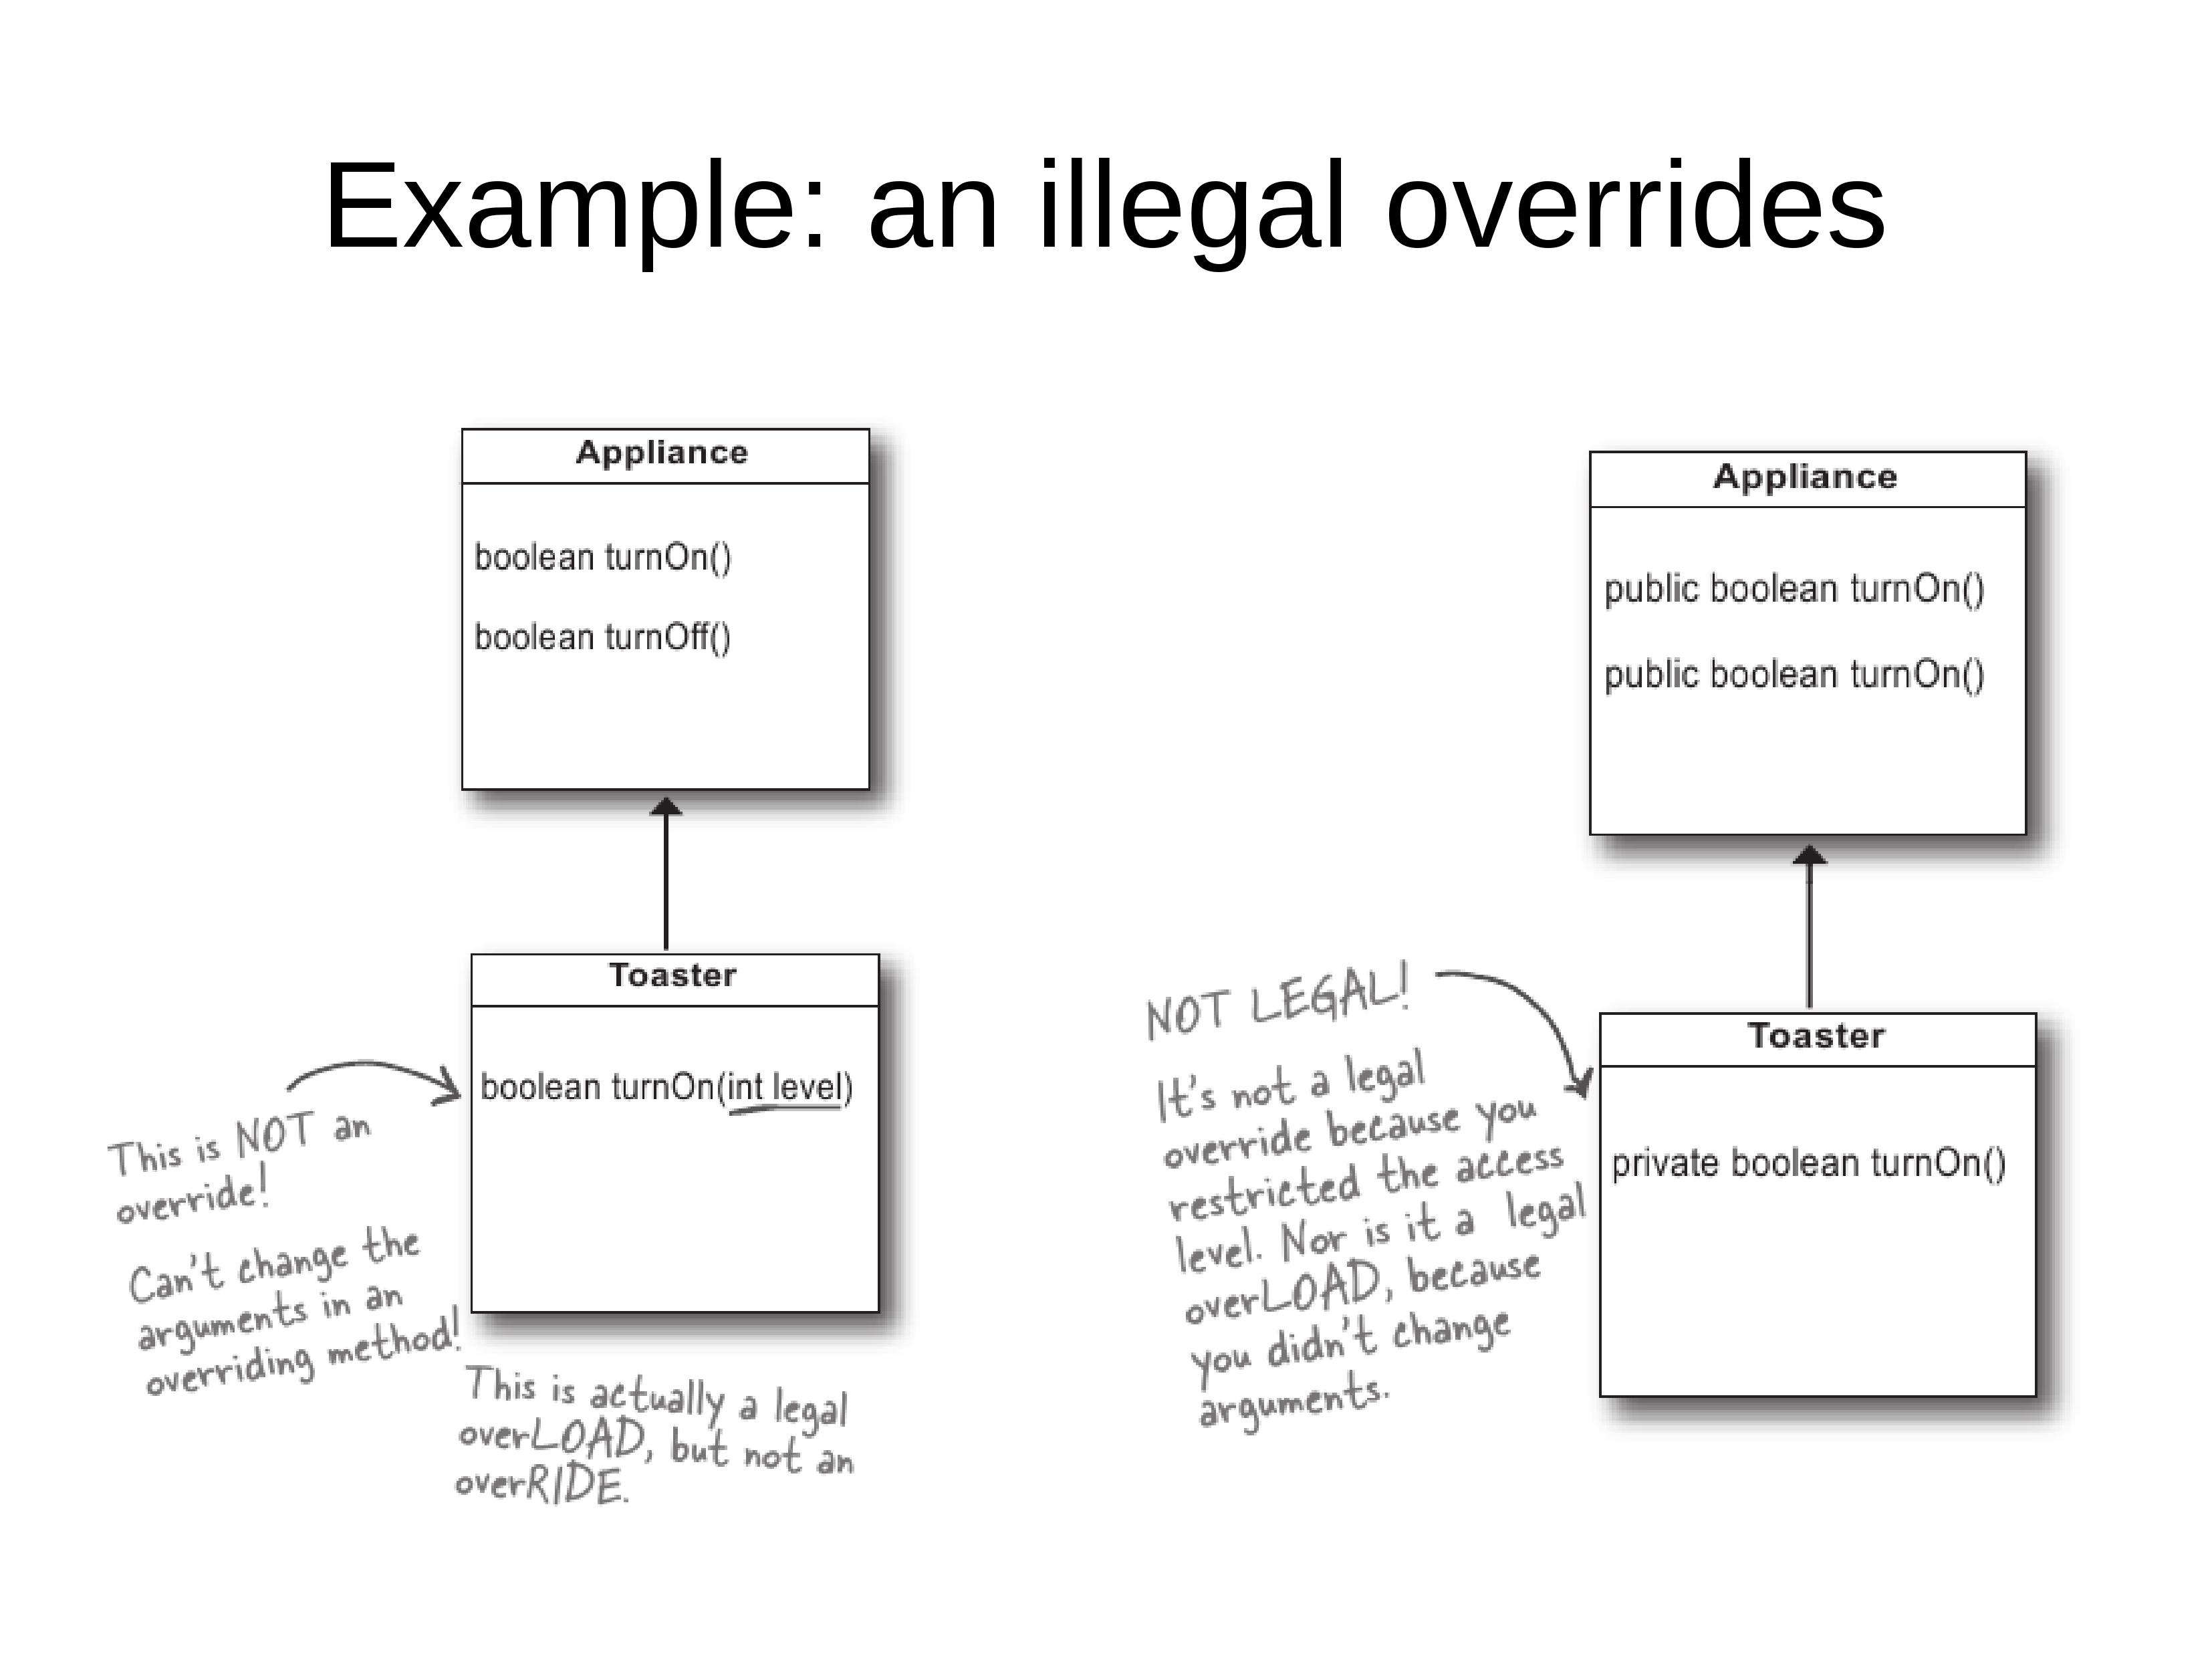 Example: an illegal overrides
Appliance
boolean turnOn()
boolean turnOff()
Toaster
boolean turnOn(int level)
This is NOT an
override!
Can't change the
arguments in an
overriding method!
This is actually a legal
overLOAD, but not an
overRIDE.
Appliance
public boolean turnOn()
public boolean turnOn()
NOT LEGAL!
It's not a legal
override because you
restricted the access
level. Nor is it a legal
overLOAD, because
you didn't change
arguments.
Toaster
private boolean turnOn()